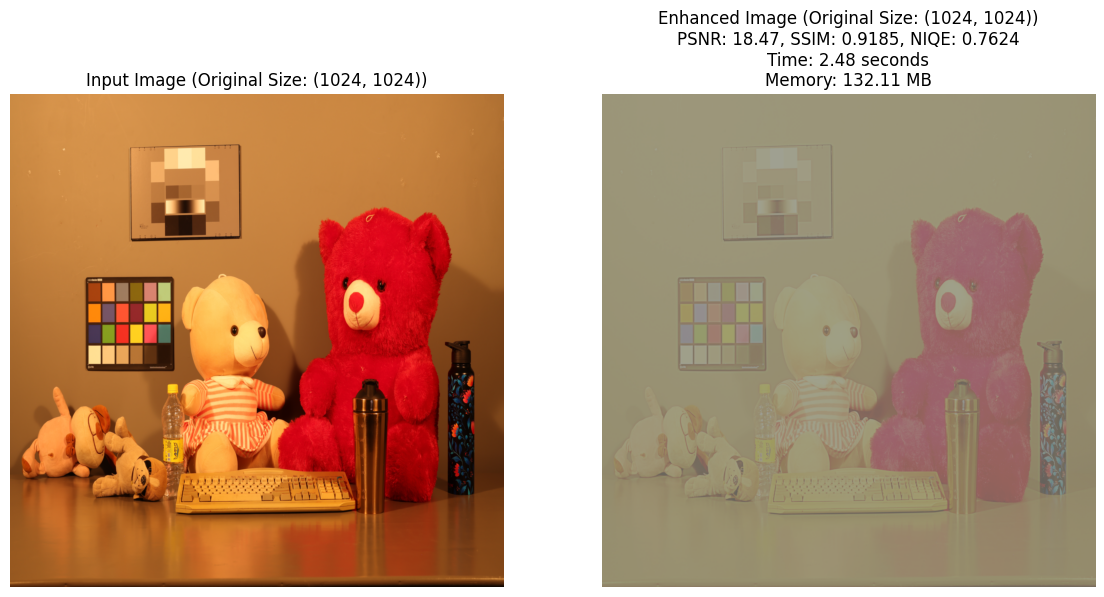 Input Image (Original Size: (1024, 1024))
Enhanced Image (Original Size: (1024, 1024))
PSNR: 18.47, SSIM: 0.9185, NIQE: 0.7624
Time: 2.48 seconds
Memory: 132.11 MB